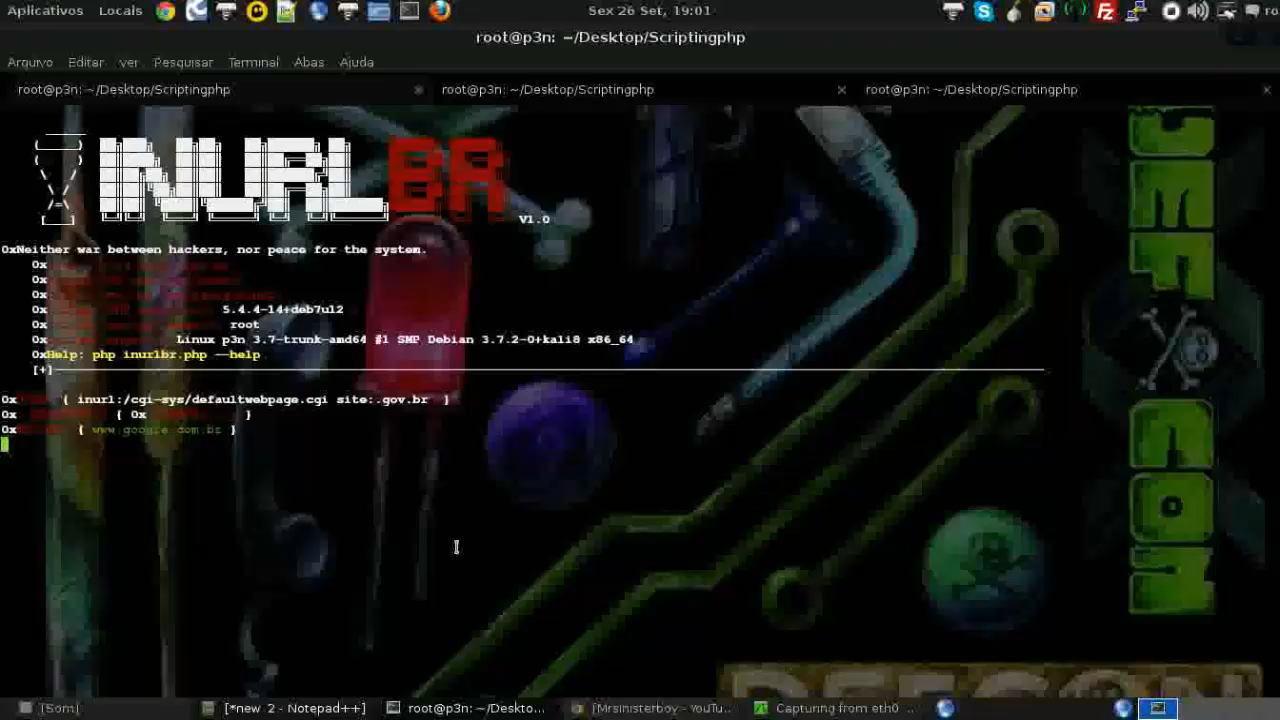 Aplicativos Locais Sex 26 Set, 19:01 ro
root@p3n: ~/Desktop/Scriptingphp
Arquivo Editar ver Pesquisar Terminal Abas Ajuda
root@p3n: ~/Desktop/Scriptingphp × root@p3n: ~/Desktop/Scriptingphp × root@p3n: ~/Desktop/Scriptingphp ×
INURLBR V1.0
0xNeither war between hackers, nor peace for the system.
0x
0x
0x
0x 5.4.4-14+deb7u12
0x root
0x Linux p3n 3.7-trunk-amd64 #1 SMP Debian 3.7.2-0+kali8 x86_64
0xHelp: php inurlbr.php --help
[+]
0x { inurl:/cgi-sys/defaultwebpage.cgi site:.gov.br }
0x { 0x }
0x { www.google.com.br }
DEF CON
DEFCON
[Som] [*new 2 - Notepad++] root@p3n: ~/Deskto... [Mrsinisterboy - YouTu... Capturing from eth0 ...